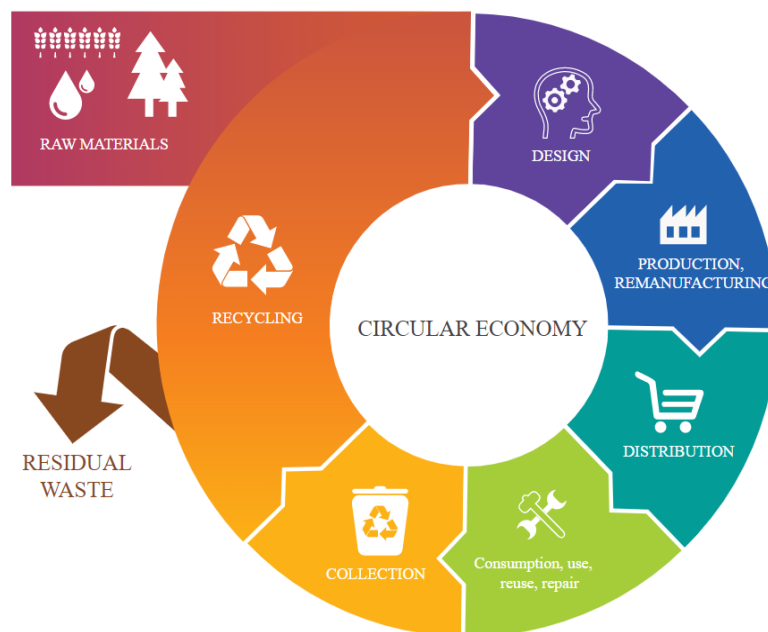 RAW MATERIALS
DESIGN
PRODUCTION,
REMANUFACTURING
RECYCLING
CIRCULAR ECONOMY
DISTRIBUTION
RESIDUAL
WASTE
Consumption, use,
reuse, repair
COLLECTION